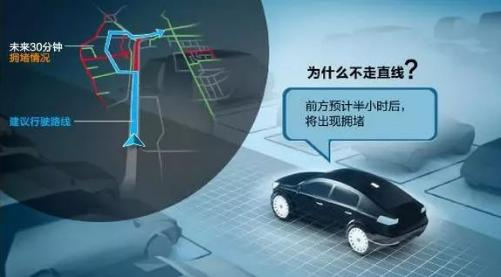 未来30分钟
拥堵情况
建议行驶路线
为什么不走直线?
前方预计半小时后，
将出现拥堵